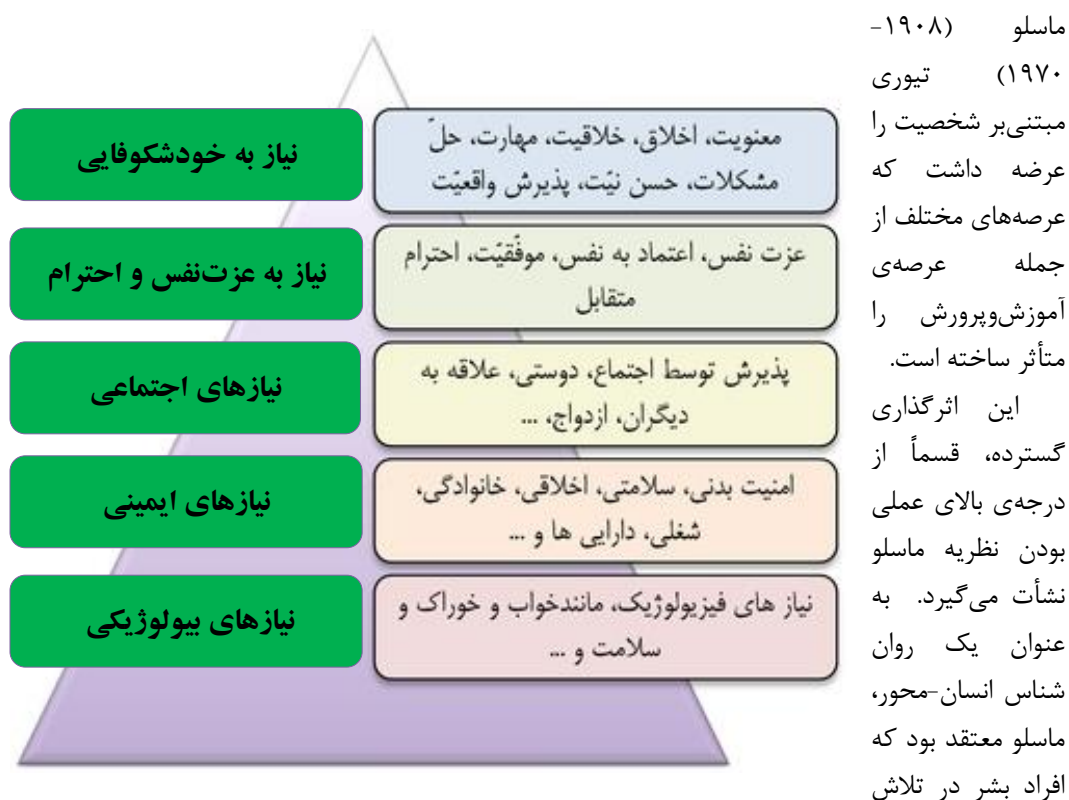 ماسلو (۱۹۰۸-
۱۹۷۰) تیوری
مبتنی‌بر شخصیت را
عرضه داشت که
عرصه‌های مختلف از
جمله عرصه‌ی
آموزش‌وپرورش را
متأثر ساخته است.
این اثرگذاری
گسترده، قسماً از
درجه‌ی بالای عملی
بودن نظریه ماسلو
نشأت می‌گیرد. به
عنوان یک روان
شناس انسان-محور،
ماسلو معتقد بود که
افراد بشر در تلاش
نیاز به خودشکوفایی
معنویت، اخلاق، خلاقیت، مهارت، حلّ
مشکلات، حسن نیّت، پذیرش واقعیّت
نیاز به عزت‌نفس و احترام
عزت نفس، اعتماد به نفس، موفّقیّت، احترام
متقابل
نیازهای اجتماعی
پذیرش توسط اجتماع، دوستی، علاقه به
دیگران، ازدواج، ...
نیازهای ایمینی
امنیت بدنی، سلامتی، اخلاقی، خانوادگی،
شغلی، دارایی ها و ...
نیازهای بیولوژیکی
نیاز های فیزیولوژیک، مانندخواب و خوراک و
سلامت و ...